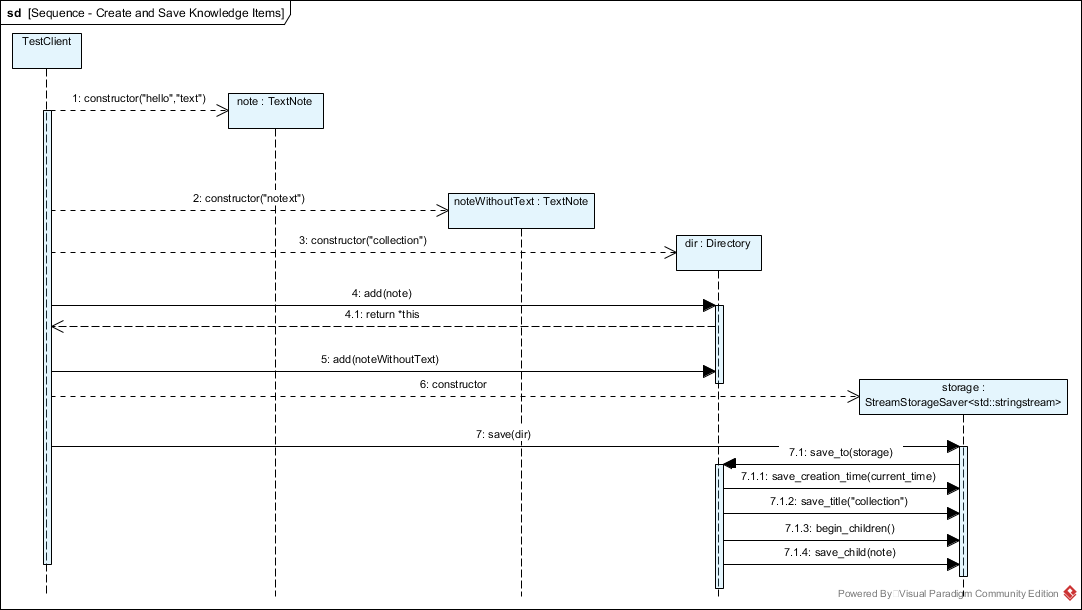 sd [Sequence - Create and Save Knowledge Items]
TestClient
1: constructor("hello","text")
note : TextNote
2: constructor("notext")
noteWithoutText : TextNote
3: constructor("collection")
dir : Directory
4: add(note)
4.1: return *this
5: add(noteWithoutText)
6: constructor
storage :
StreamStorageSaver<std::stringstream>
7: save(dir)
7.1: save_to(storage)
7.1.1: save_creation_time(current_time)
7.1.2: save_title("collection")
7.1.3: begin_children()
7.1.4: save_child(note)
Powered By Visual Paradigm Community Edition